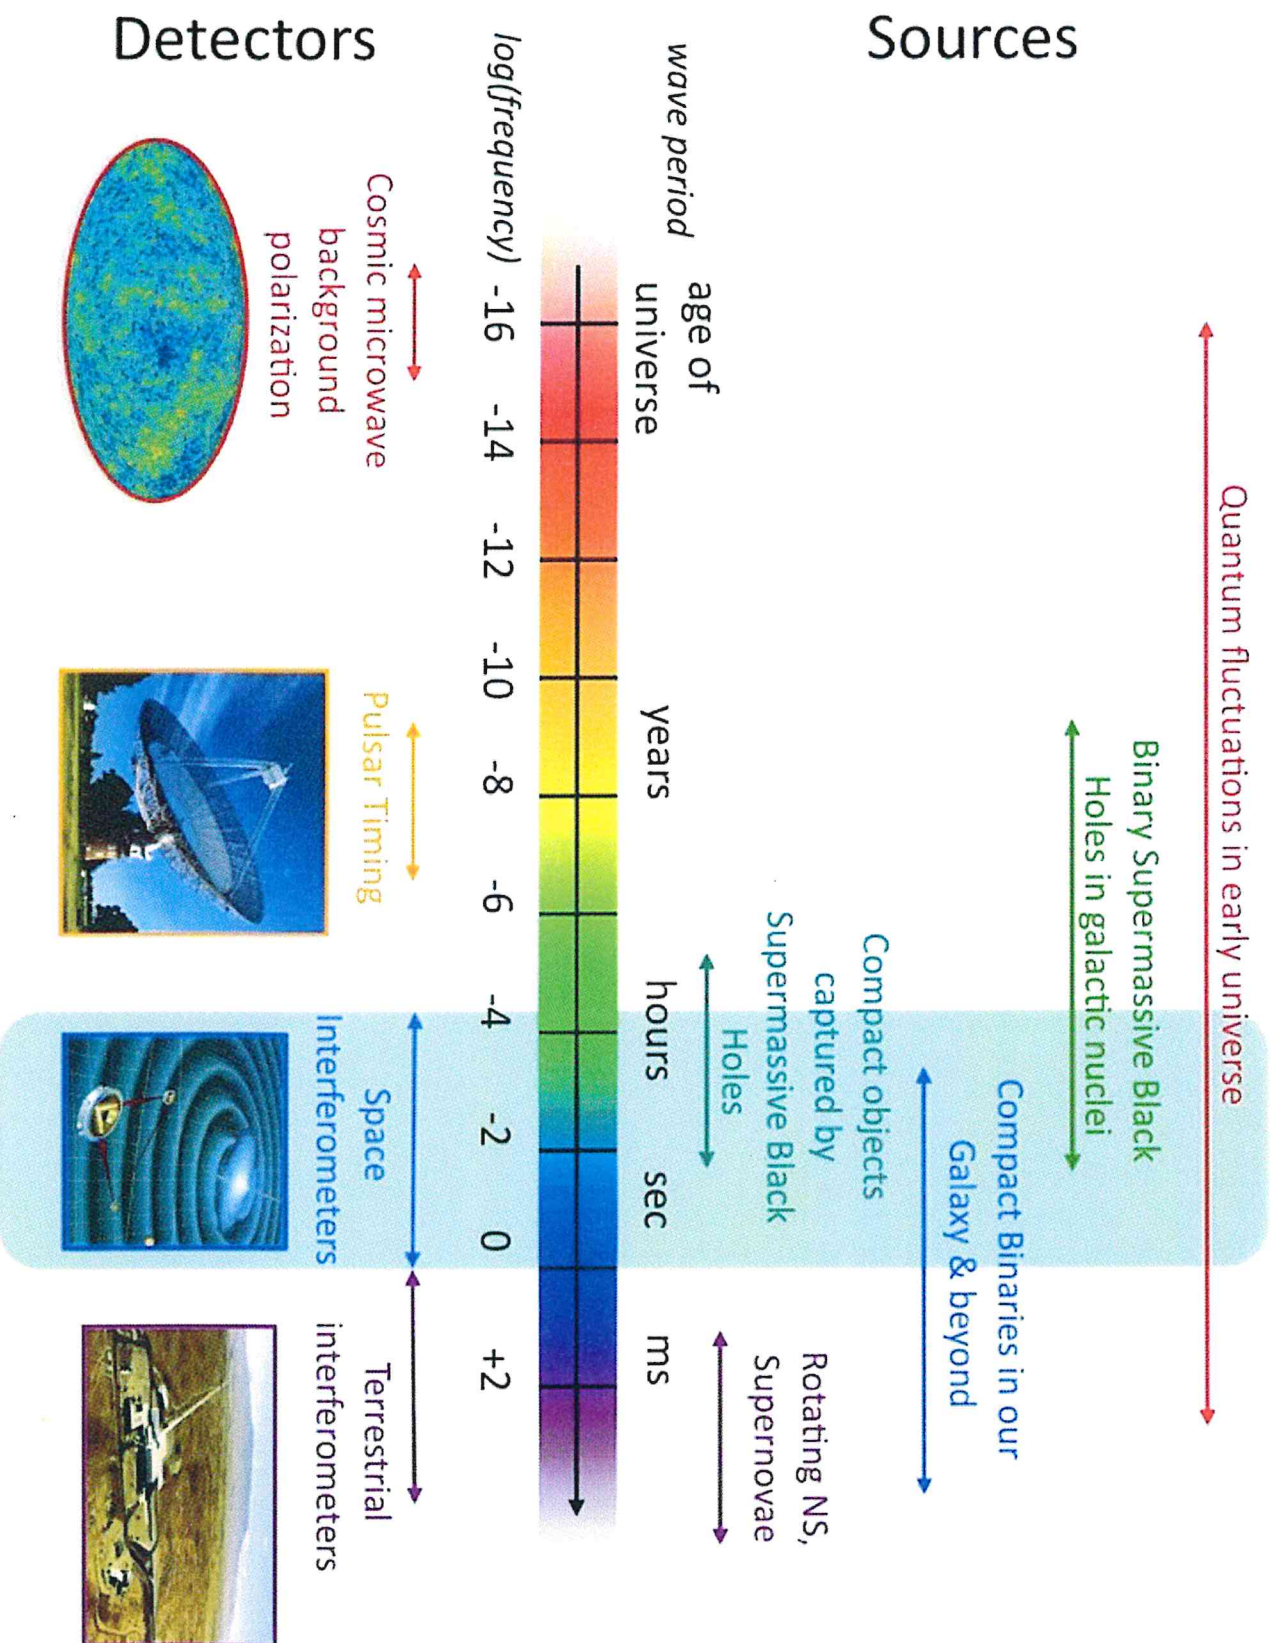 Sources
Quantum fluctuations in early universe
Binary Supermassive Black
Holes in galactic nuclei
Compact Binaries in our
Galaxy & beyond
Compact objects
captured by
Supermassive Black
Holes
Rotating NS,
Supernovae
wave period
age of
universe
years
hours
sec
ms
log(frequency)
-16 -14 -12 -10 -8 -6 -4 -2 0 +2
Detectors
Cosmic microwave
background
polarization
Pulsar Timing
Space
Interferometers
Terrestrial
interferometers